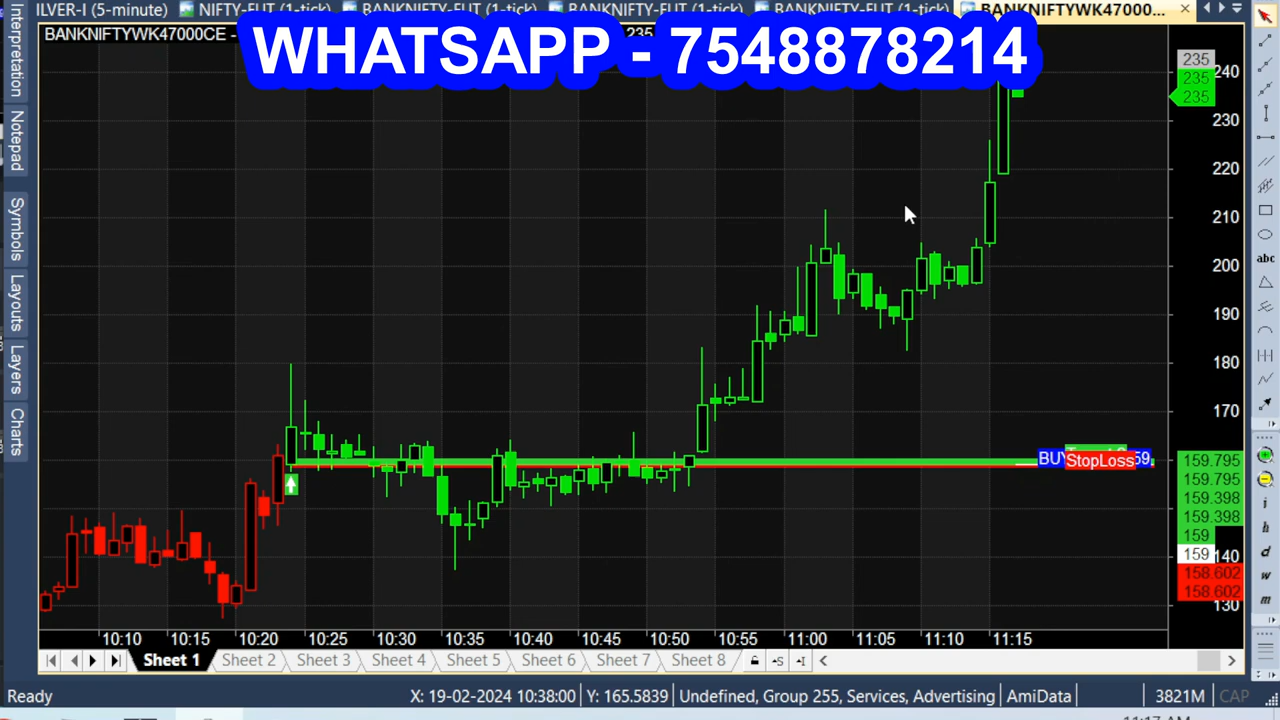 ILVER-I (5-minute)
NIFTY-FUT (1-tick)
BANKNIFTY-FUT (1-tick)
BANKNIFTY-FUT (1-tick)
BANKNIFTY-FUT (1-tick)
BANKNIFTYWK47000...
BANKNIFTYWK47000CE -
235
WHATSAPP - 7548878214
Interpretation
Notepad
Symbols
Layouts
Layers
Charts
235
240
235
235
230
220
210
200
190
180
170
BUY
StopLoss
59
159.795
159.795
159.398
159.398
159
159
140
158.602
158.602
130
abc
i
h
d
w
m
10:10 10:15 10:20 10:25 10:30 10:35 10:40 10:45 10:50 10:55 11:00 11:05 11:10 11:15
Sheet 1 Sheet 2 Sheet 3 Sheet 4 Sheet 5 Sheet 6 Sheet 7 Sheet 8
Ready
X: 19-02-2024 10:38:00 Y: 165.5839 Undefined, Group 255, Services, Advertising AmiData 3821M CAP